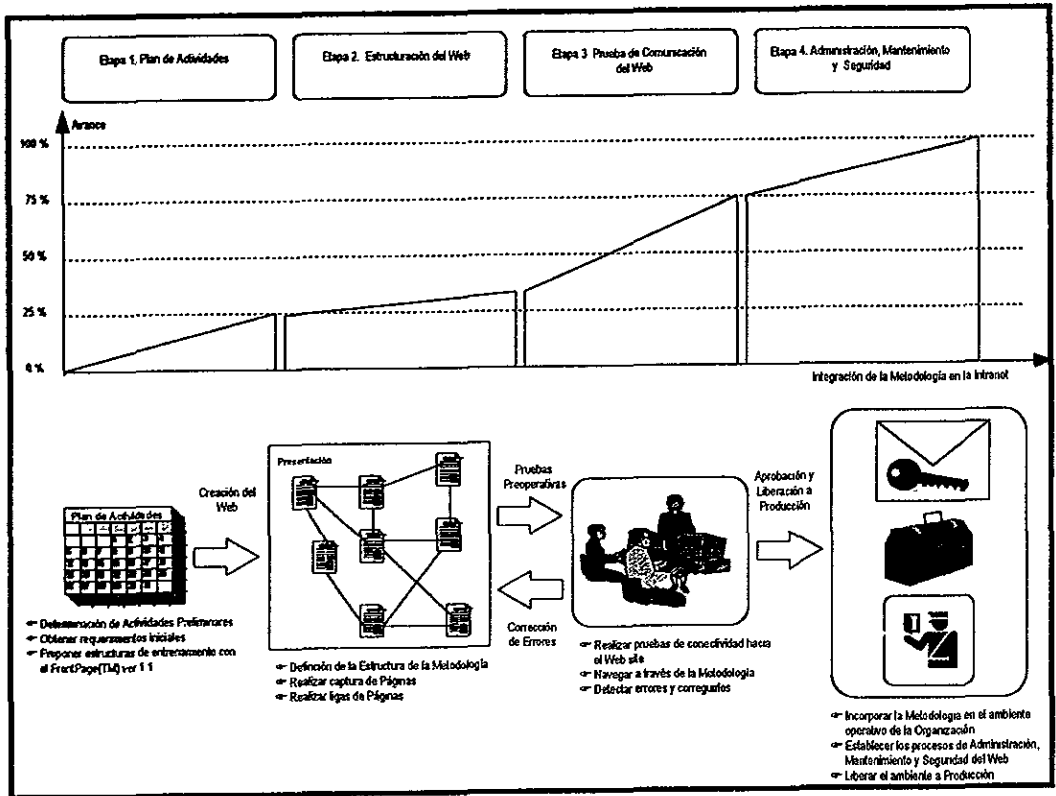 Etapa 1. Plan de Actividades
Etapa 2. Estructuración del Web
Etapa 3 Prueba de Comunicación
del Web
Etapa 4. Administración, Mantenimiento
y Seguridad
Avance
100 %
75 %
50 %
25 %
0 %
Integración de la Metodología en la Intranet
Plan de Actividades
Creación del
Web
Presentación
Pruebas
Preoperativas
Corrección
de Errores
Aprobación y
Liberación a
Producción
☞ Determinación de Actividades Preliminares
☞ Obtener requerimientos iniciales
☞ Proponer estructuras de entrenamiento con
el FrontPage(TM) ver 1.1
☞ Definción de la Estructura de la Metodología
☞ Realizar captura de Páginas
☞ Realizar ligas de Páginas
☞ Realizar pruebas de conectividad hacia
el Web site
☞ Navegar a través de la Metodología
☞ Detectar errores y corregurlos
☞ Incorporar la Metodología en el ambiente
operativo de la Organización
☞ Establecer los procesos de Administración,
Mantenimiento y Seguridad del Web
☞ Liberar el ambiente a Producción